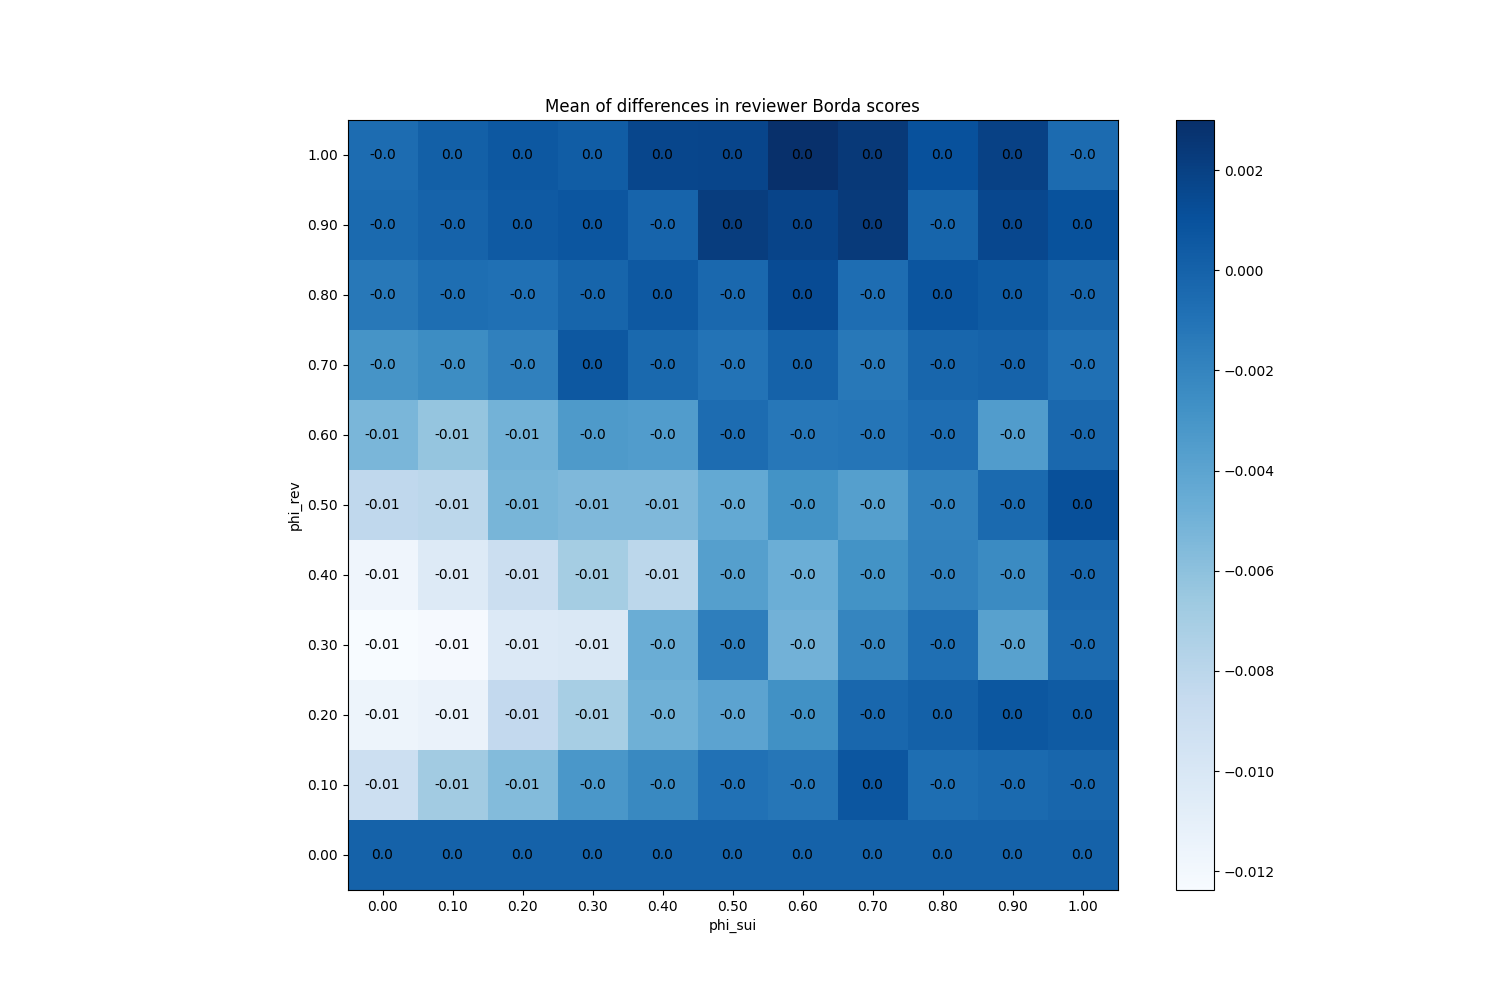 Mean of differences in reviewer Borda scores
1.00 -0.0 0.0 0.0 0.0 0.0 0.0 0.0 0.0 0.0 0.0 -0.0
0.90 -0.0 -0.0 0.0 0.0 -0.0 0.0 0.0 0.0 -0.0 0.0 0.0
0.80 -0.0 -0.0 -0.0 -0.0 0.0 -0.0 0.0 -0.0 0.0 0.0 -0.0
0.70 -0.0 -0.0 -0.0 0.0 -0.0 -0.0 0.0 -0.0 -0.0 -0.0 -0.0
0.60 -0.01 -0.01 -0.01 -0.0 -0.0 -0.0 -0.0 -0.0 -0.0 -0.0 -0.0
0.50 -0.01 -0.01 -0.01 -0.01 -0.01 -0.0 -0.0 -0.0 -0.0 -0.0 0.0
0.40 -0.01 -0.01 -0.01 -0.01 -0.01 -0.0 -0.0 -0.0 -0.0 -0.0 -0.0
0.30 -0.01 -0.01 -0.01 -0.01 -0.0 -0.0 -0.0 -0.0 -0.0 -0.0 -0.0
0.20 -0.01 -0.01 -0.01 -0.01 -0.0 -0.0 -0.0 -0.0 0.0 0.0 0.0
0.10 -0.01 -0.01 -0.01 -0.0 -0.0 -0.0 -0.0 0.0 -0.0 -0.0 -0.0
0.00 0.0 0.0 0.0 0.0 0.0 0.0 0.0 0.0 0.0 0.0 0.0
0.00 0.10 0.20 0.30 0.40 0.50 0.60 0.70 0.80 0.90 1.00
phi_sui
phi_rev
0.002
0.000
−0.002
−0.004
−0.006
−0.008
−0.010
−0.012